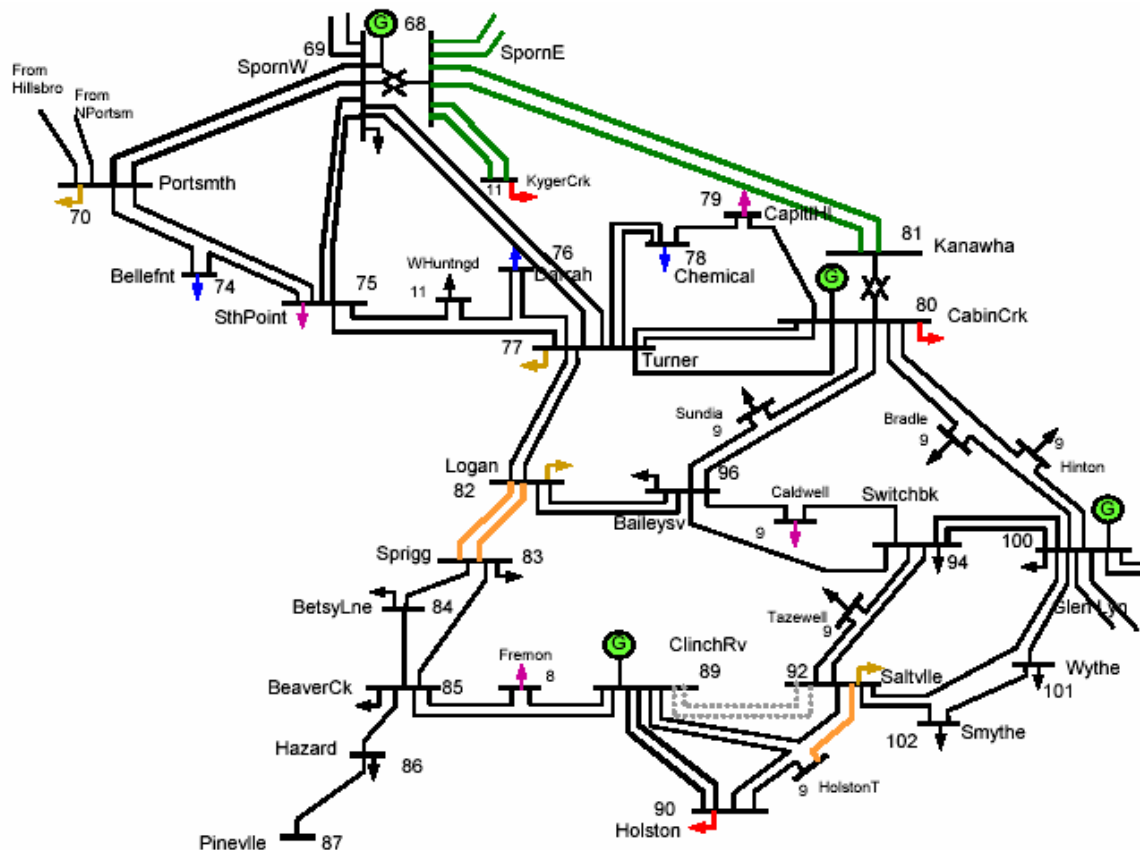 G
68
69
SpornE
SpornW
From
Hillsbro
From
NPortsm
Portsmth
70
11
KygerCrk
79
CapitlHl
81
Kanawha
76
Darrah
78
Chemical
G
Bellefnt
74
75
WHuntngd
11
SthPoint
80
CabinCrk
77
Turner
Sundia
9
Bradle
9
9
Hinton
Logan
82
96
Baileysv
Caldwell
9
Switchbk
94
G
100
Glen Lyn
Sprigg
83
BetsyLne
84
Tazewell
9
G
ClinchRv
89
Fremon
8
92
Saltvlle
Wythe
101
BeaverCk
85
Smythe
102
Hazard
86
9
HolstonT
90
Holston
Pinevlle
87